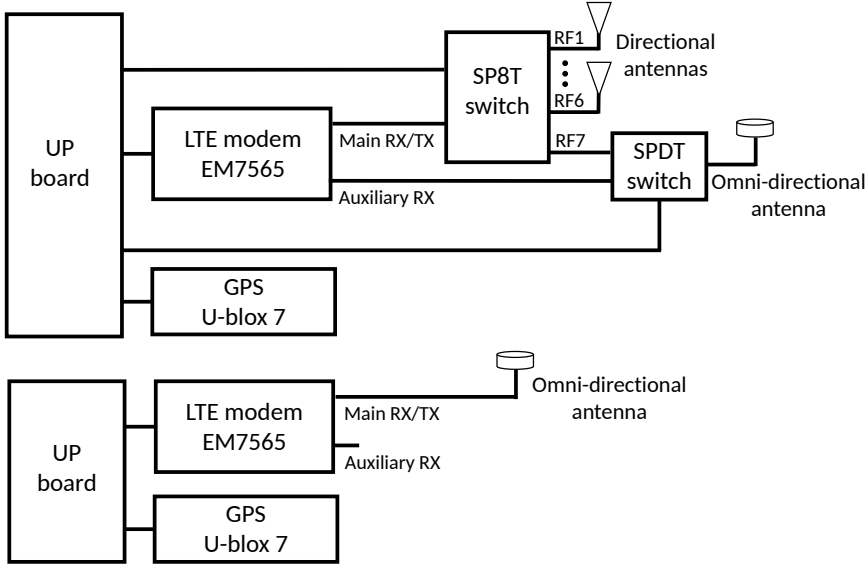 UP
board
LTE modem
EM7565
Main RX/TX
Auxiliary RX
SP8T
switch
RF1
RF6
RF7
Directional
antennas
SPDT
switch
Omni-directional
antenna
GPS
U-blox 7
UP
board
LTE modem
EM7565
Main RX/TX
Auxiliary RX
Omni-directional
antenna
GPS
U-blox 7